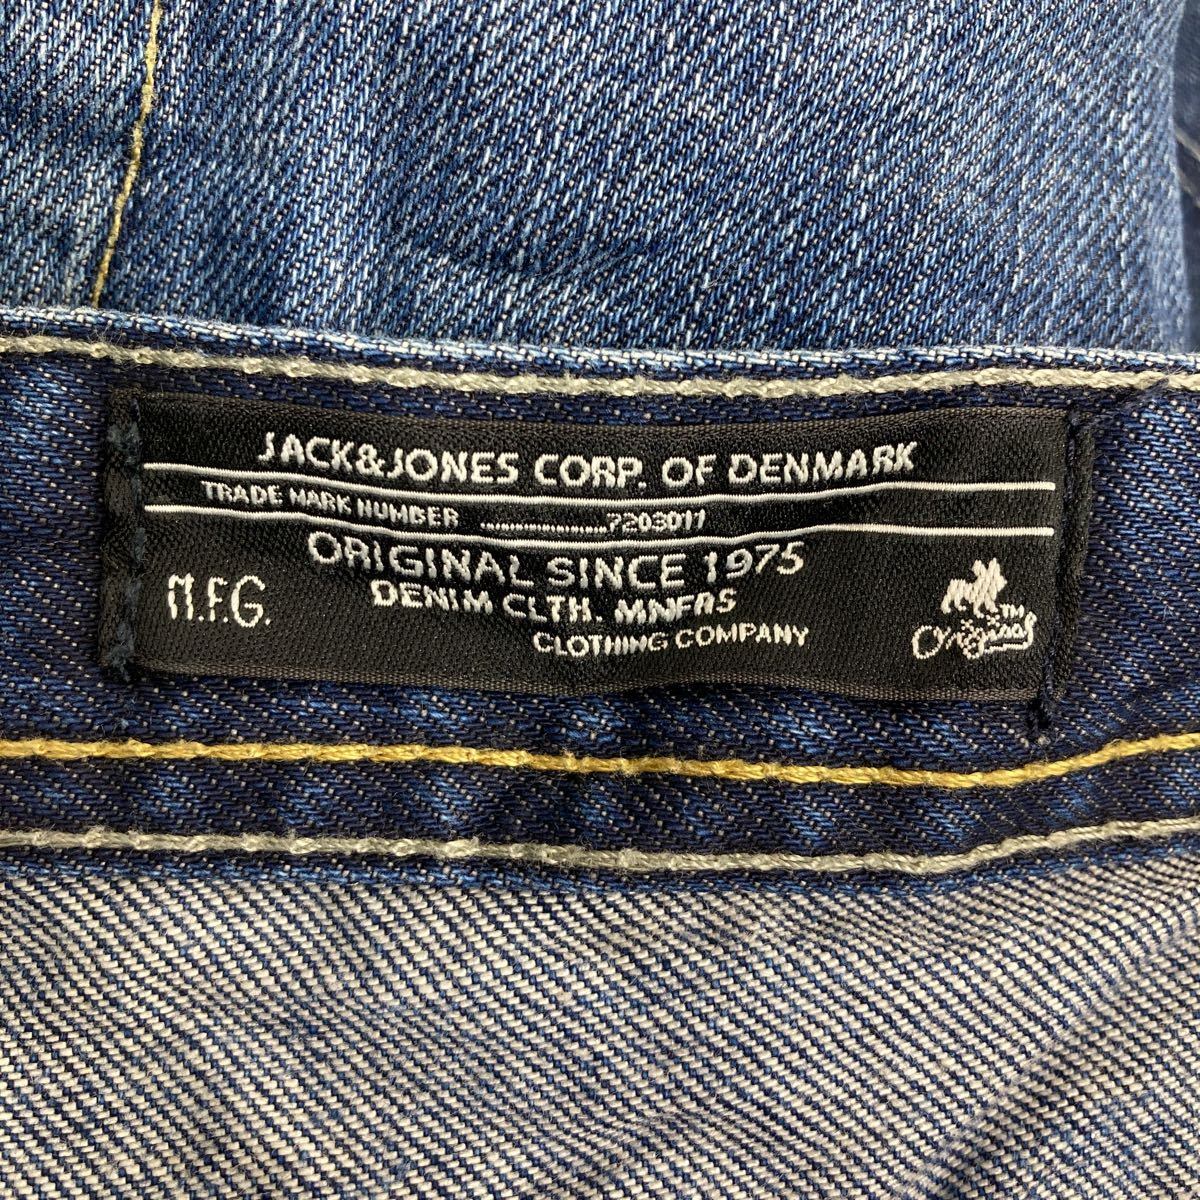 JACK&JONES CORP. OF DENMARK
TRADE MARK NUMBER ...................7203011
ORIGINAL SINCE 1975
M.F.G.
DENIM CLTH. MNFRS
CLOTHING COMPANY
Originals TM